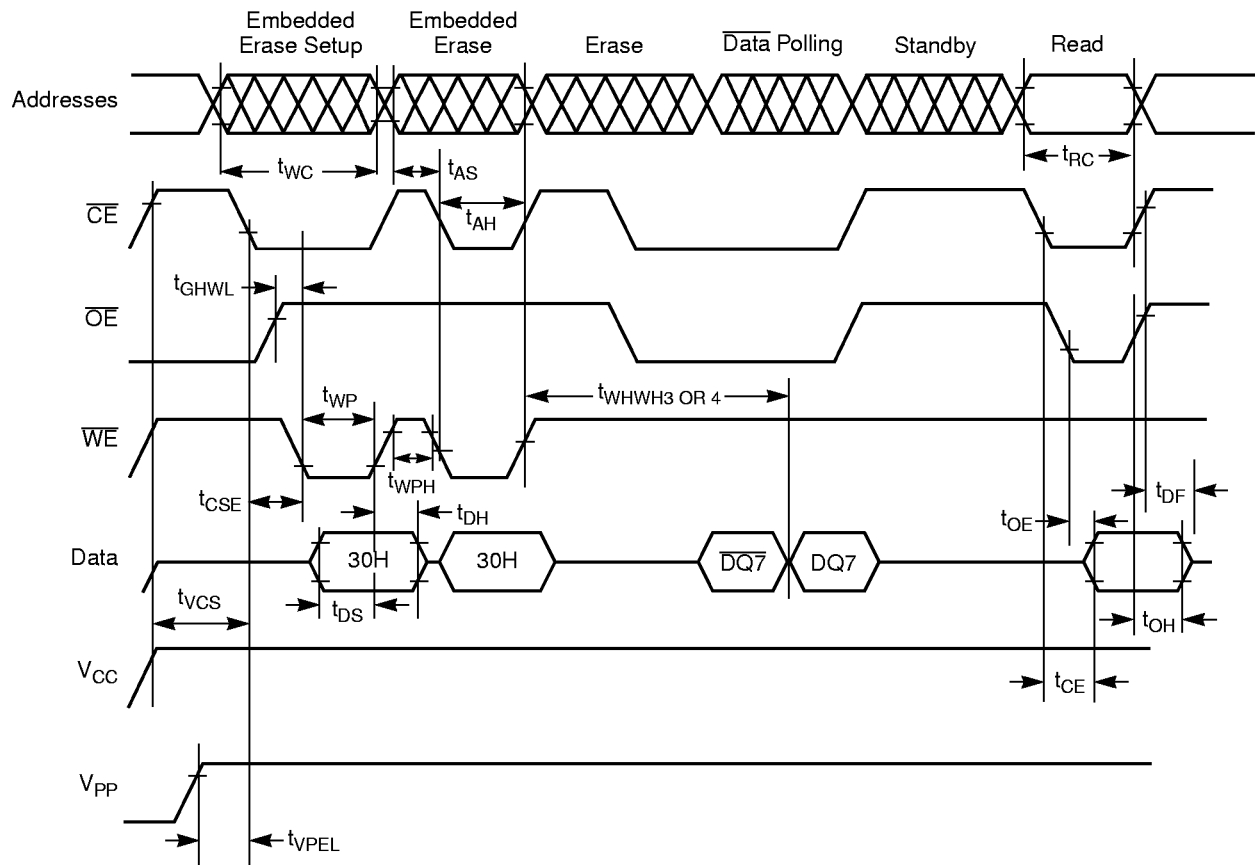 Embedded
Erase Setup
Embedded
Erase
Erase
Data Polling
Standby
Read
Addresses
tWC
tAS
tRC
CE
tAH
tGHWL
OE
tWP
tWHWH3 OR 4
WE
tWPH
tCSE
tDH
tOE
tDF
Data
30H
30H
DQ7
DQ7
tVCS
tDS
tOH
VCC
tCE
VPP
tVPEL